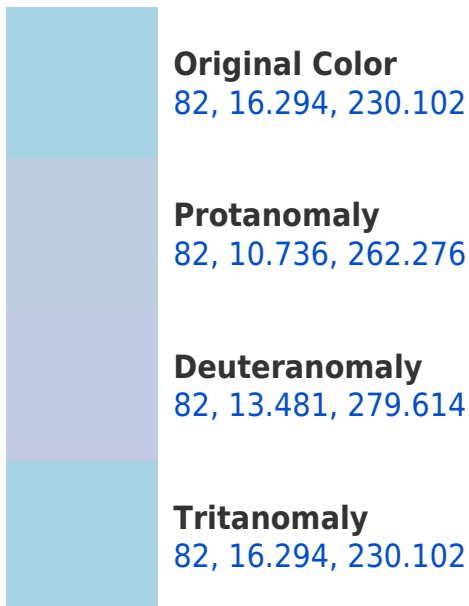 Original Color
82, 16.294, 230.102
Protanomaly
82, 10.736, 262.276
Deuteranomaly
82, 13.481, 279.614
Tritanomaly
82, 16.294, 230.102